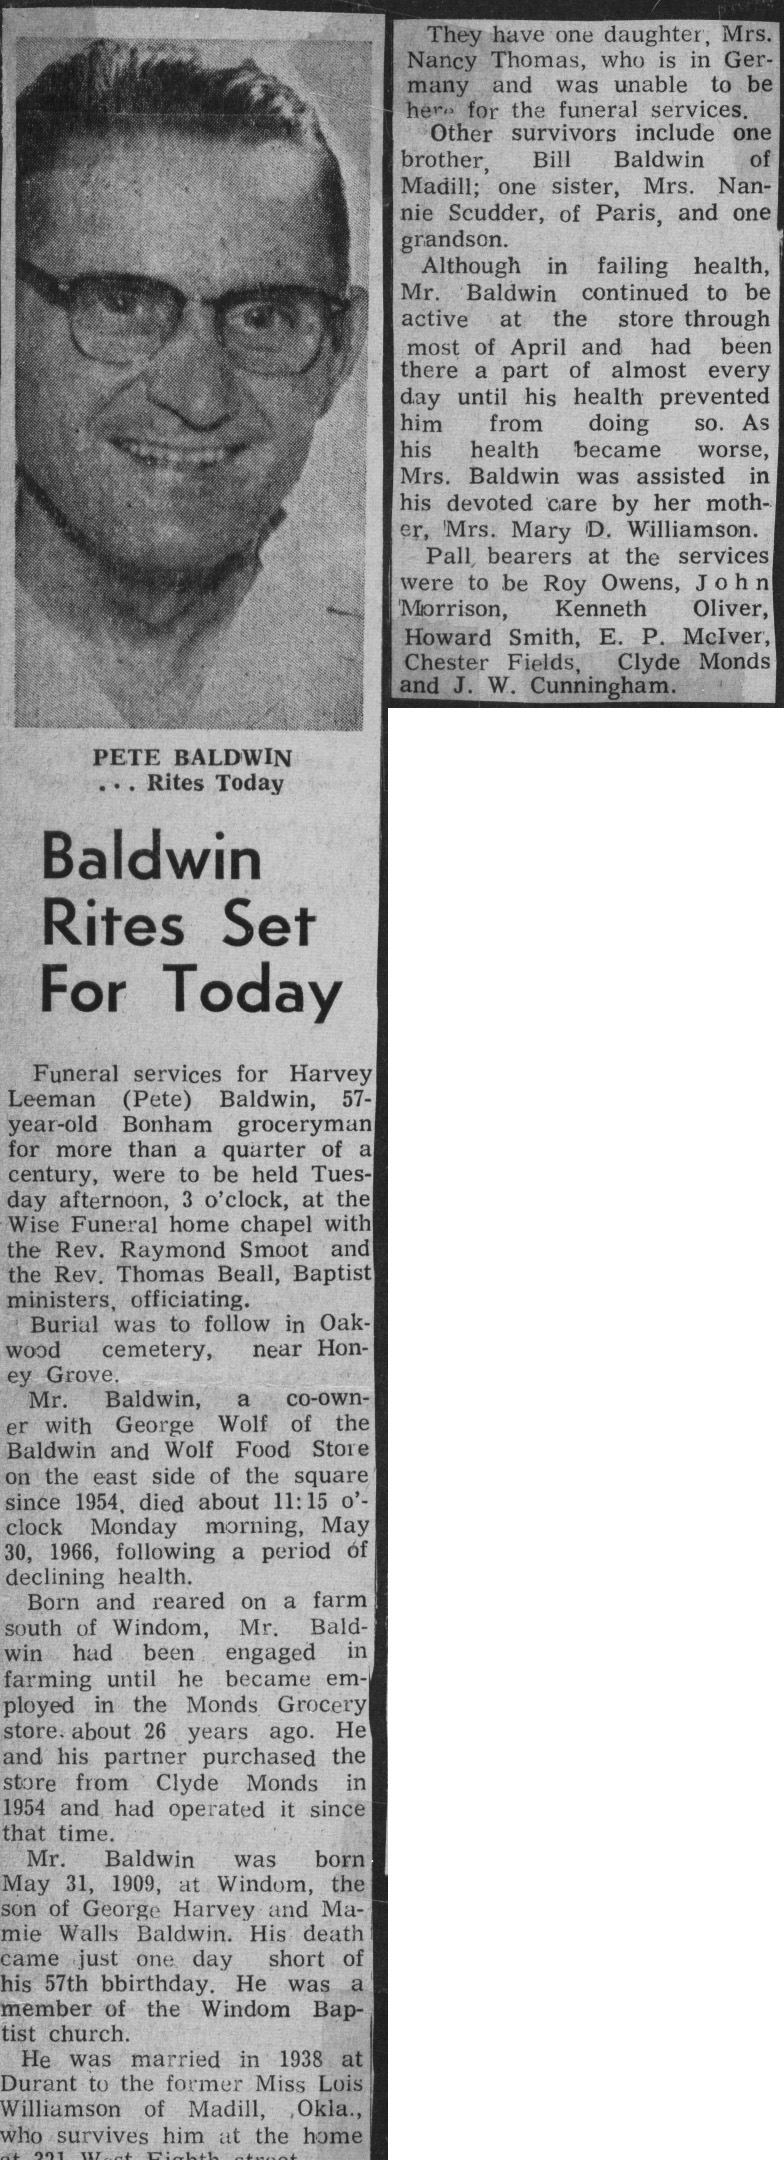 PETE BALDWIN
... Rites Today
Baldwin
Rites Set
For Today
Funeral services for Harvey
Leeman (Pete) Baldwin, 57-
year-old Bonham groceryman
for more than a quarter of a
century, were to be held Tues-
day afternoon, 3 o'clock, at the
Wise Funeral home chapel with
the Rev. Raymond Smoot and
the Rev. Thomas Beall, Baptist
ministers, officiating.
Burial was to follow in Oak-
wood cemetery, near Hon-
ey Grove.
Mr. Baldwin, a co-own-
er with George Wolf of the
Baldwin and Wolf Food Store
on the east side of the square
since 1954, died about 11:15 o'-
clock Monday morning, May
30, 1966, following a period of
declining health.
Born and reared on a farm
south of Windom, Mr. Bald-
win had been engaged in
farming until he became em-
ployed in the Monds Grocery
store. about 26 years ago. He
and his partner purchased the
store from Clyde Monds in
1954 and had operated it since
that time.
Mr. Baldwin was born
May 31, 1909, at Windom, the
son of George Harvey and Ma-
mie Walls Baldwin. His death
came just one day short of
his 57th bbirthday. He was a
member of the Windom Bap-
tist church.
He was married in 1938 at
Durant to the former Miss Lois
Williamson of Madill, Okla.,
who survives him at the home
at 321 West Eighth street.
They have one daughter, Mrs.
Nancy Thomas, who is in Ger-
many and was unable to be
here for the funeral services.
Other survivors include one
brother, Bill Baldwin of
Madill; one sister, Mrs. Nan-
nie Scudder, of Paris, and one
grandson.
Although in failing health,
Mr. Baldwin continued to be
active at the store through
most of April and had been
there a part of almost every
day until his health prevented
him from doing so. As
his health became worse,
Mrs. Baldwin was assisted in
his devoted care by her moth-
er, Mrs. Mary D. Williamson.
Pall bearers at the services
were to be Roy Owens, John
Morrison, Kenneth Oliver,
Howard Smith, E. P. McIver,
Chester Fields, Clyde Monds
and J. W. Cunningham.